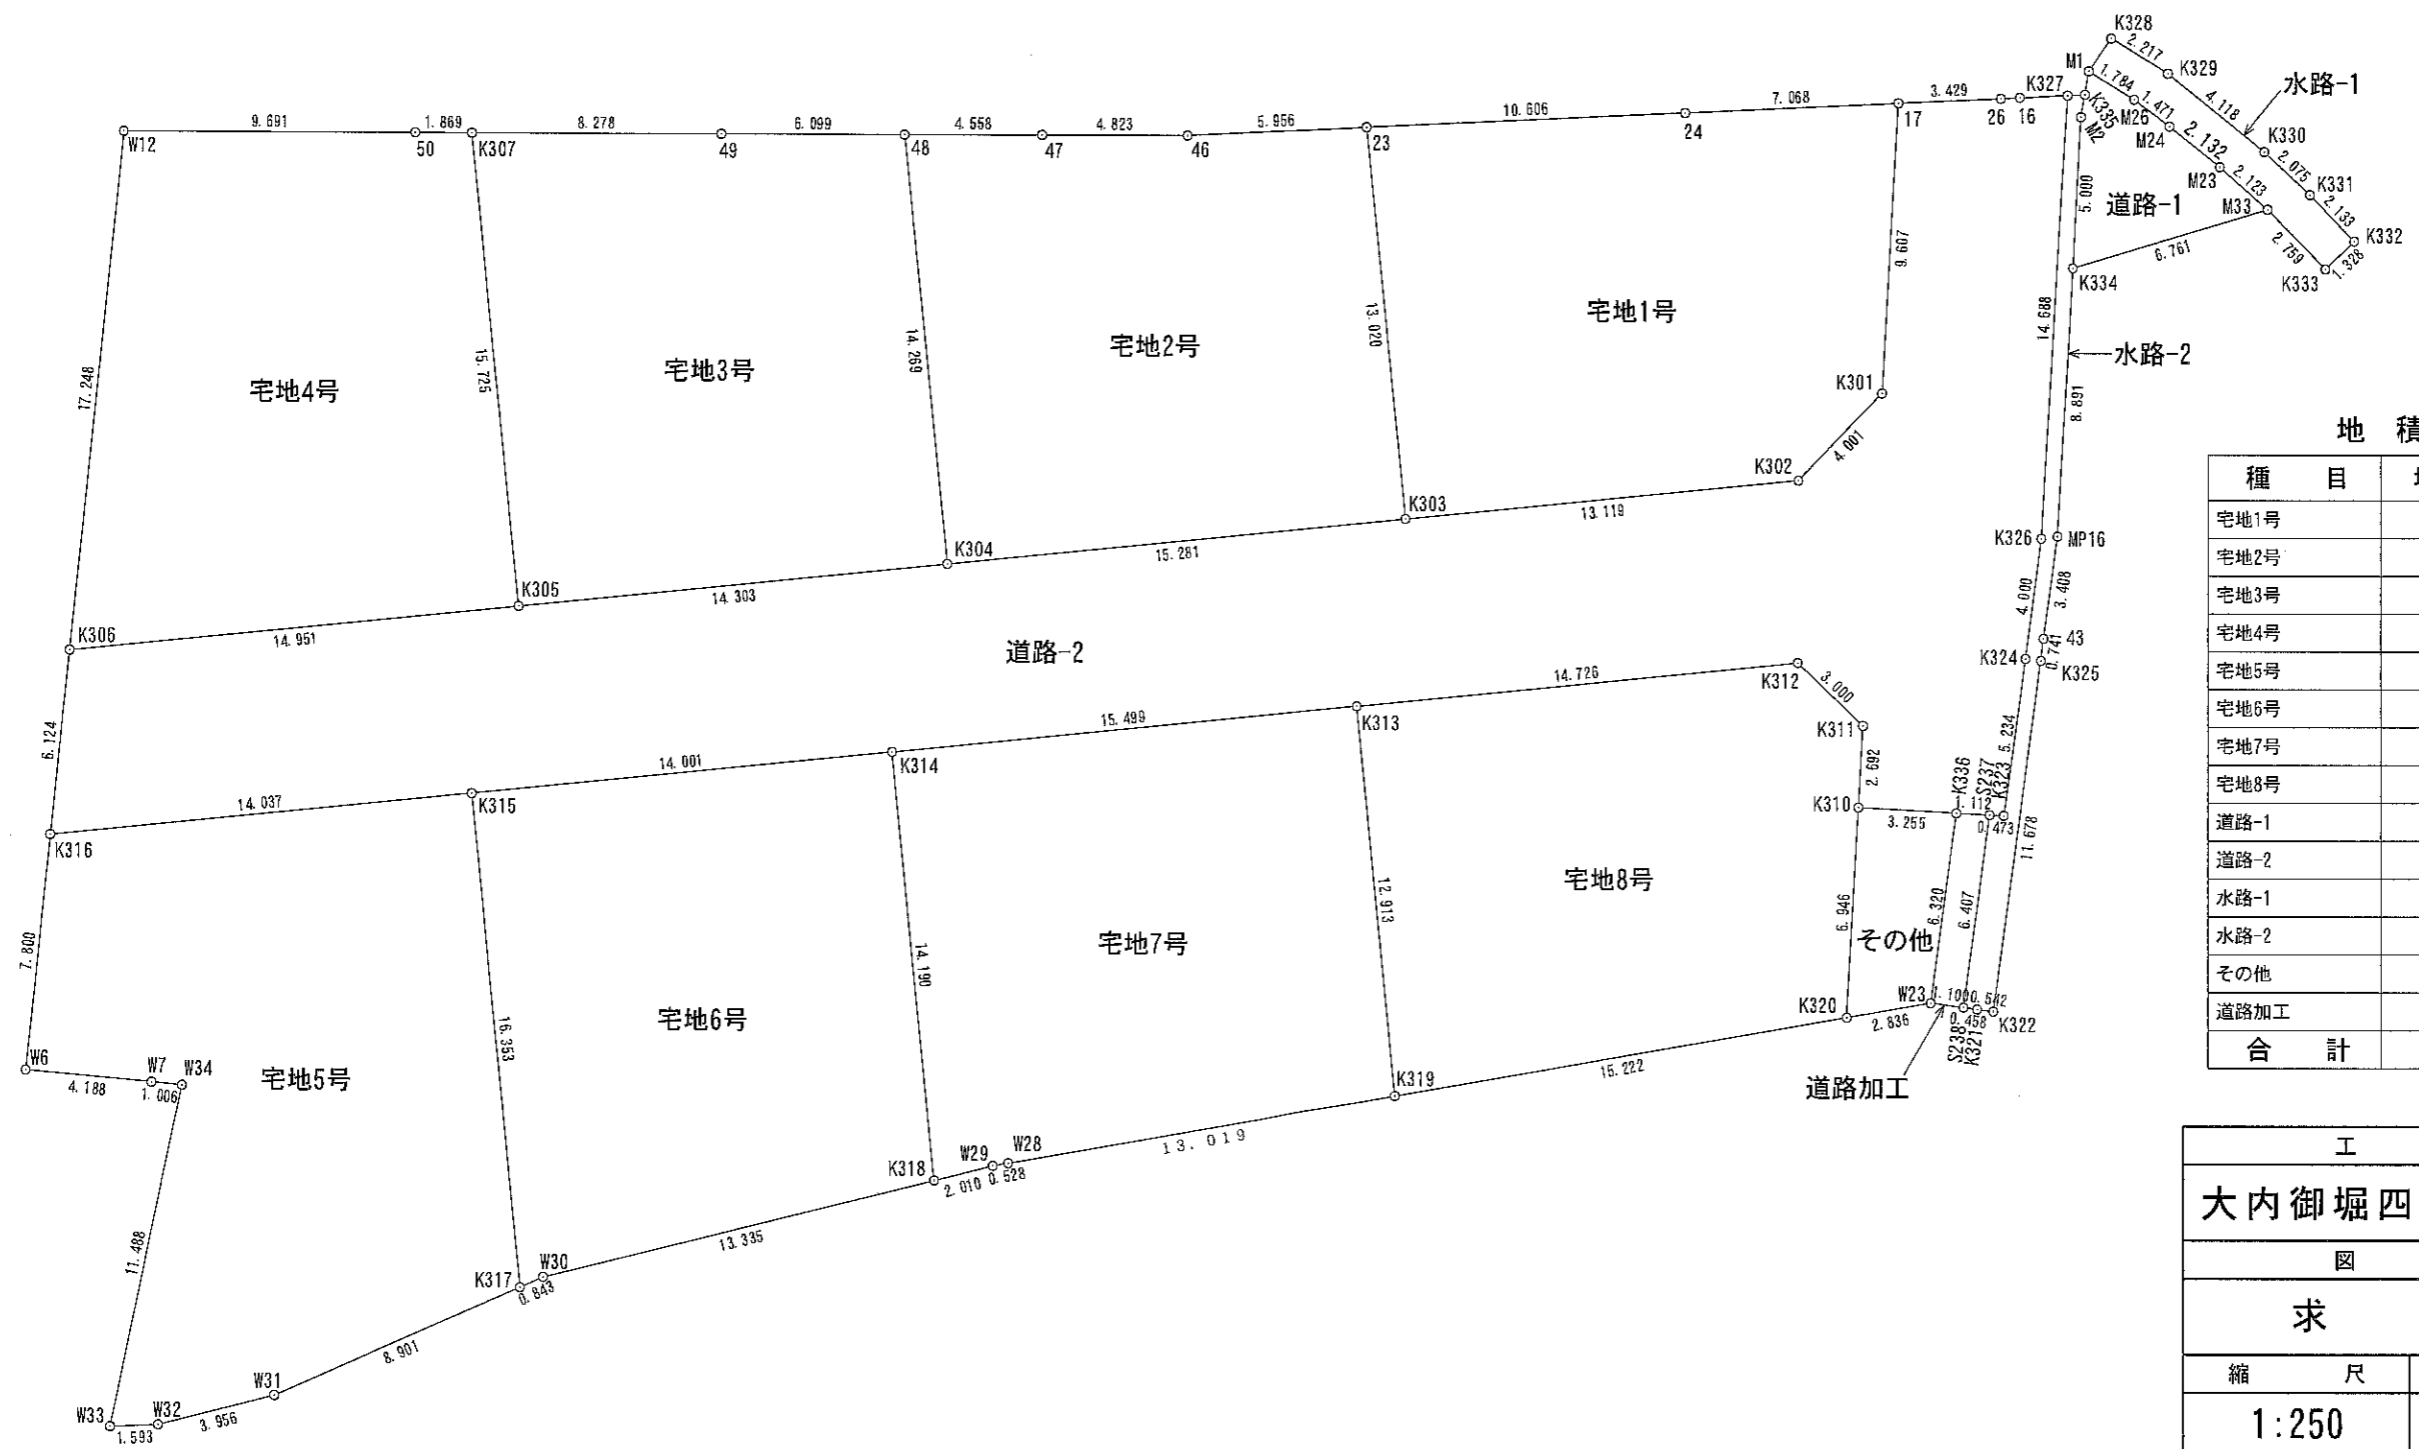 K328
2.217
M1
K329
1.784
水路-1
K327
K335
1.471
4.118
M26
M2
M24
2.132
K330
2.075
M23
2.123
K331
M33
2.133
K332
2.759
1.328
K333
5.000
道路-1
6.761
K334
14.688
水路-2
8.891
W12
9.691
50
1.869
K307
8.278
49
6.099
48
4.558
47
4.823
46
5.956
23
10.606
24
7.068
17
3.429
26
16
17.248
宅地4号
15.725
宅地3号
14.269
宅地2号
13.020
宅地1号
9.607
K301
4.001
K302
13.119
K303
15.281
K304
14.303
K305
14.951
K306
K326
MP16
4.000
3.408
43
0.741
K324
K325
道路-2
6.124
K316
14.037
K315
14.001
K314
15.499
K313
14.726
K312
3.000
K311
2.692
K310
3.255
K336
1.112
S237
K323
0.473
5.234
11.678
7.800
W6
4.188
W7
1.006
W34
宅地5号
16.353
宅地6号
14.190
宅地7号
12.913
宅地8号
6.946
その他
6.320
6.407
K320
2.836
W23
1.100
0.542
0.458
S238
K321
K322
道路加工
15.222
K319
13.019
W28
0.528
W29
2.010
K318
13.335
W30
0.843
K317
8.901
W31
3.956
W32
1.593
W33
11.488
地 積
種 目
宅地1号
宅地2号
宅地3号
宅地4号
宅地5号
宅地6号
宅地7号
宅地8号
道路-1
道路-2
水路-1
水路-2
その他
道路加工
合 計
工
大内御堀四
図
求
縮 尺
1:250